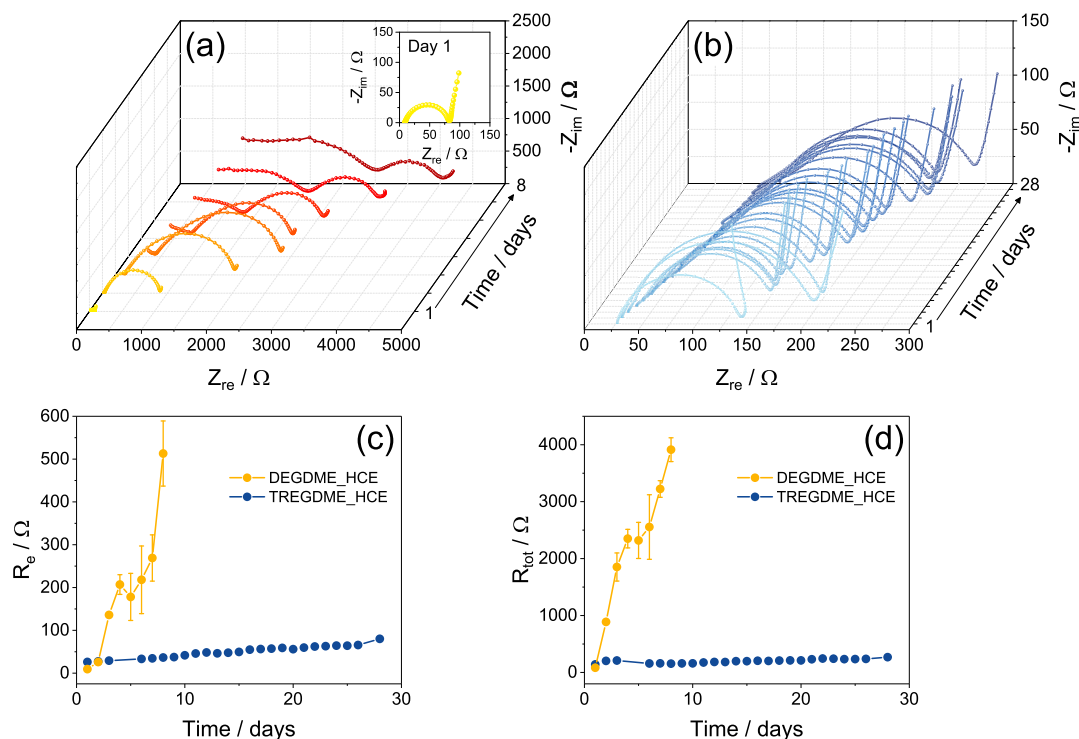 (a)
Day 1
-Z_im / Ω
150
100
50
0
0 50 100 150
Z_re / Ω
2500
2000
1500
1000
500
-Z_im / Ω
8
Time / days
1
0 1000 2000 3000 4000 5000
Z_re / Ω
(b)
150
100
50
-Z_im / Ω
28
Time / days
1
0 50 100 150 200 250 300
Z_re / Ω
(c)
600
500
400
300
200
100
0
R_e / Ω
DEGDME_HCE
TREGDME_HCE
0 10 20 30
Time / days
(d)
4000
3000
2000
1000
0
R_tot / Ω
DEGDME_HCE
TREGDME_HCE
0 10 20 30
Time / days